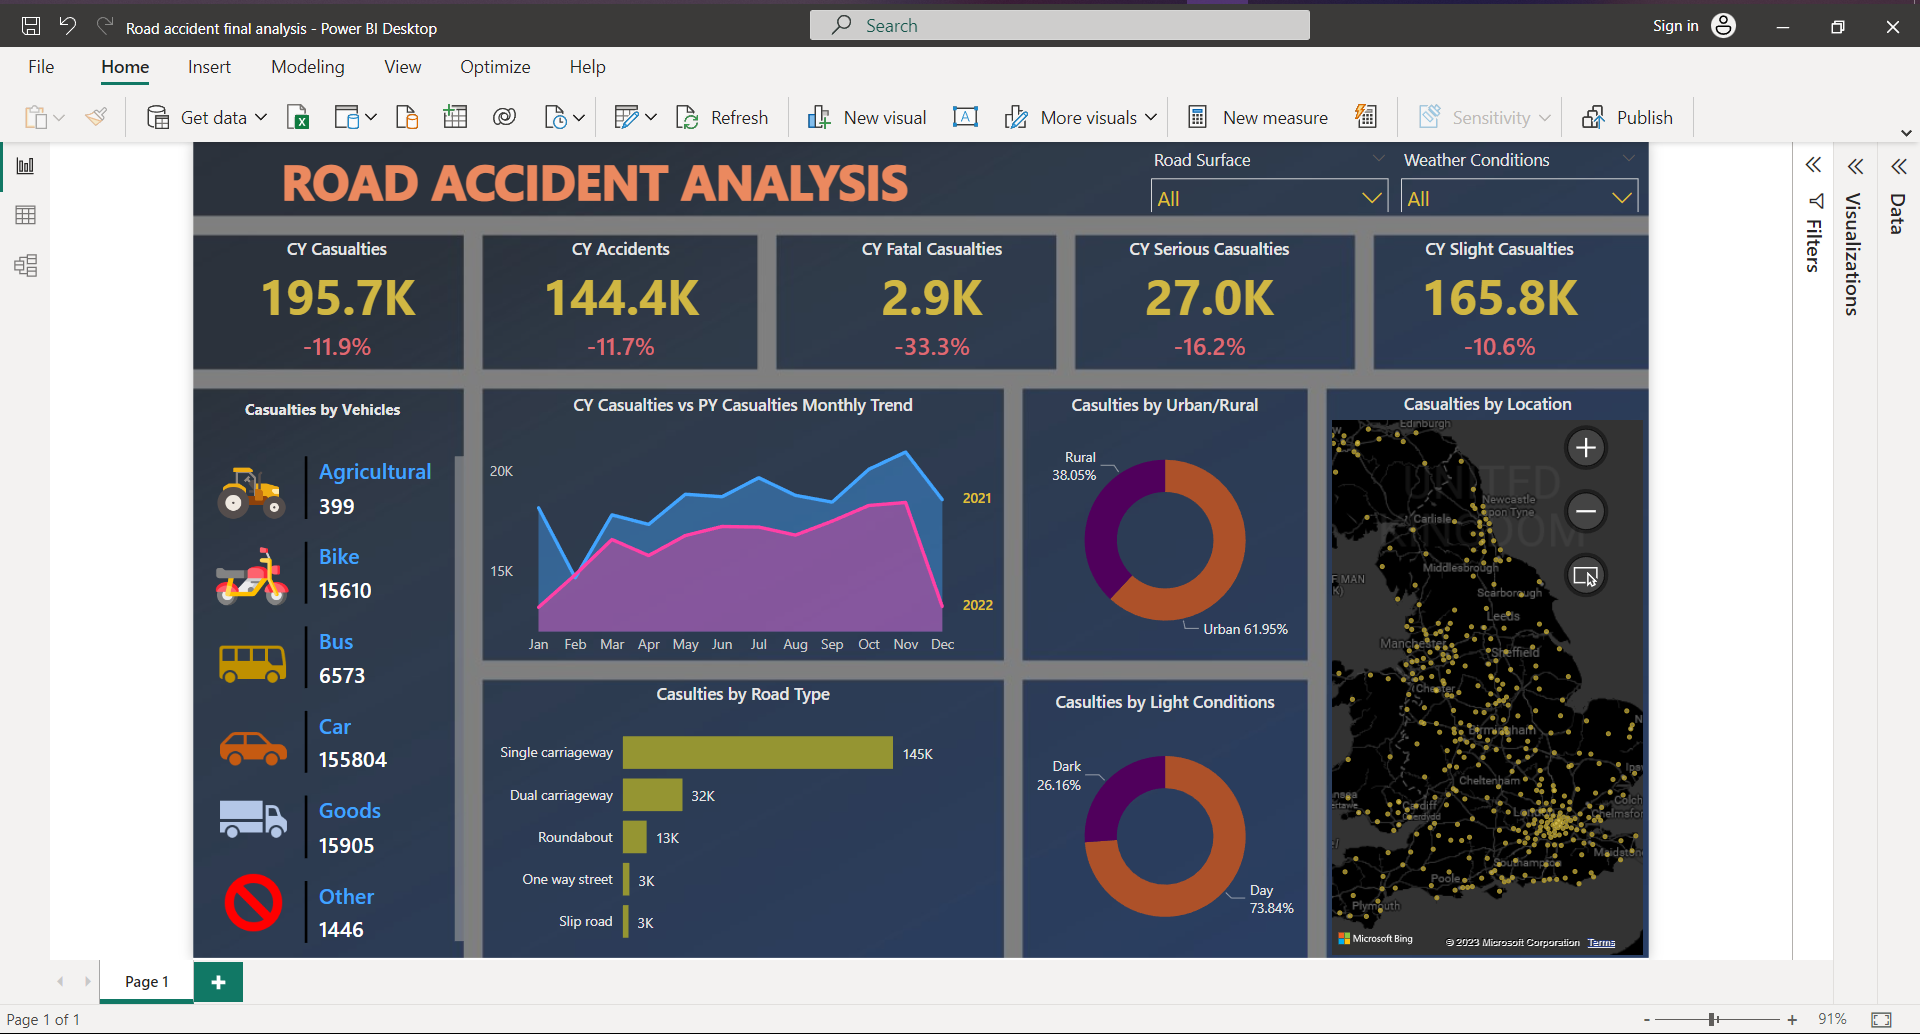 Road accident final analysis - Power BI Desktop
Search
Sign in
File Home Insert Modeling View Optimize Help
Get data Refresh New visual More visuals New measure Sensitivity Publish
ROAD ACCIDENT ANALYSIS
Road Surface
All
Weather Conditions
All
CY Casualties
195.7K
-11.9%
CY Accidents
144.4K
-11.7%
CY Fatal Casualties
2.9K
-33.3%
CY Serious Casualties
27.0K
-16.2%
CY Slight Casualties
165.8K
-10.6%
Casualties by Vehicles
Agricultural
399
Bike
15610
Bus
6573
Car
155804
Goods
15905
Other
1446
CY Casualties vs PY Casualties Monthly Trend
20K
15K
2021
2022
Jan Feb Mar Apr May Jun Jul Aug Sep Oct Nov Dec
Casulties by Urban/Rural
Rural
38.05%
Urban 61.95%
Casulties by Road Type
Single carriageway 145K
Dual carriageway 32K
Roundabout 13K
One way street 3K
Slip road 3K
Casulties by Light Conditions
Dark
26.16%
Day
73.84%
Casualties by Location
Edinburgh
UNITED
KINGDOM
Newcastle
upon Tyne
Carlisle
Middlesbrough
F MAN
Scarborough
Leeds
Manchester
Sheffield
Chester
Birmingham
Cheltenham
Cardiff
Caerdydd
Southampton
Poole
Plymouth
Microsoft Bing
© 2023 Microsoft Corporation Terms
Filters
Visualizations
Data
Page 1
Page 1 of 1
- + 91%